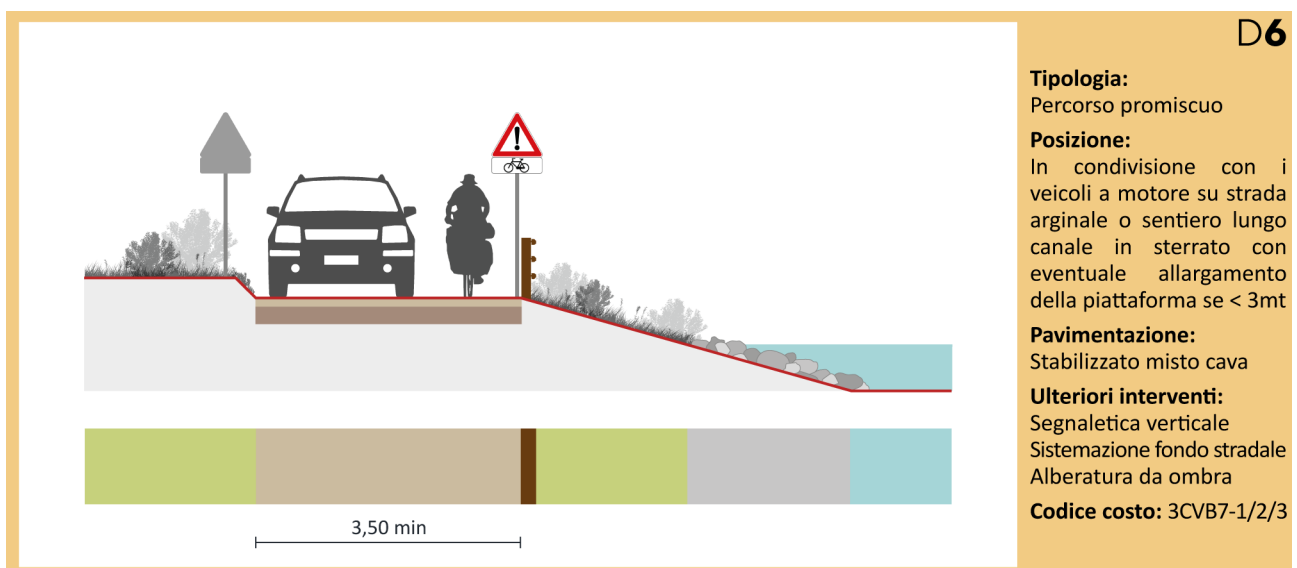 D6
Tipologia:
Percorso promiscuo
Posizione:
In condivisione con i
veicoli a motore su strada
arginale o sentiero lungo
canale in sterrato con
eventuale allargamento
della piattaforma se < 3mt
Pavimentazione:
Stabilizzato misto cava
Ulteriori interventi:
Segnaletica verticale
Sistemazione fondo stradale
Alberatura da ombra
Codice costo: 3CVB7-1/2/3
3,50 min